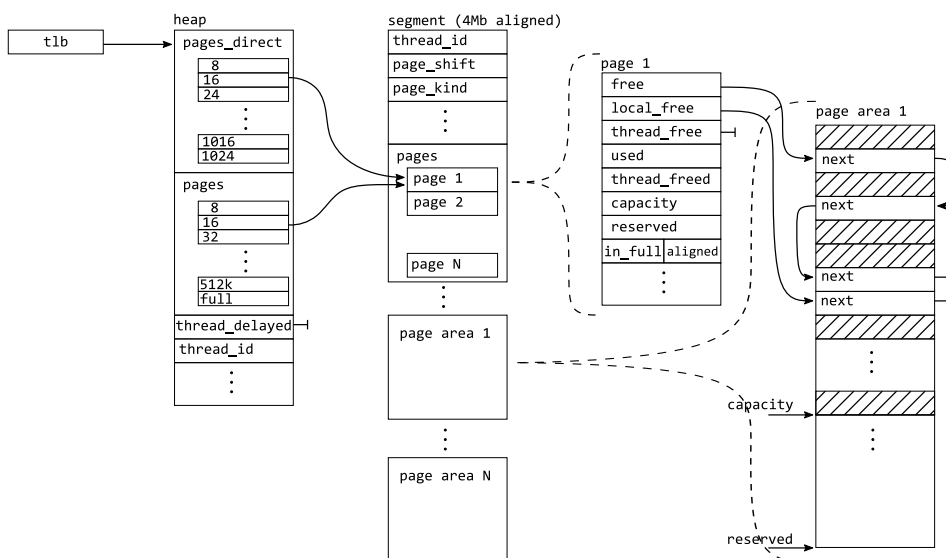 tlb
heap
pages_direct
8
16
24
1016
1024
pages
8
16
32
512k
full
thread_delayed
thread_id
segment (4Mb aligned)
thread_id
page_shift
page_kind
pages
page 1
page 2
page N
page area 1
page area N
page 1
free
local_free
thread_free
used
thread_freed
capacity
reserved
in_full aligned
page area 1
next
next
next
next
capacity
reserved